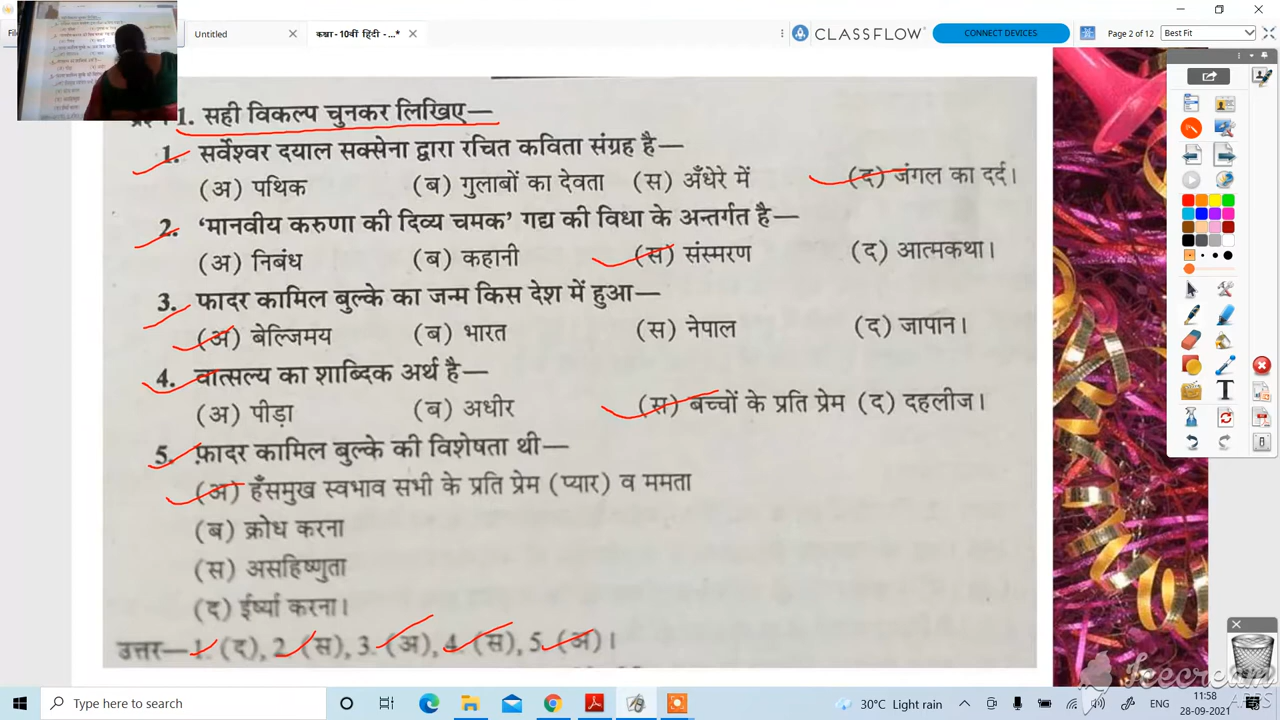 Untitled
कक्षा - 10वीं हिंदी - ...*
CLASSFLOW
CONNECT DEVICES
Page 2 of 12
Best Fit
1. सही विकल्प चुनकर लिखिए—
1. सर्वेश्वर दयाल सक्सेना द्वारा रचित कविता संग्रह है—
(अ) पथिक (ब) गुलाबों का देवता (स) अँधेरे में (द) जंगल का दर्द।
2. 'मानवीय करुणा की दिव्य चमक' गद्य की विधा के अन्तर्गत है—
(अ) निबंध (ब) कहानी (स) संस्मरण (द) आत्मकथा।
3. फादर कामिल बुल्के का जन्म किस देश में हुआ—
(अ) बेल्जिमय (ब) भारत (स) नेपाल (द) जापान।
4. वात्सल्य का शाब्दिक अर्थ है—
(अ) पीड़ा (ब) अधीर (स) बच्चों के प्रति प्रेम (द) दहलीज।
5. फ़ादर कामिल बुल्के की विशेषता थी—
(अ) हँसमुख स्वभाव सभी के प्रति प्रेम (प्यार) व ममता
(ब) क्रोध करना
(स) असहिष्णुता
(द) ईर्ष्या करना।
उत्तर— 1. (द), 2. (स), 3. (अ), 4. (स), 5. (अ)।
Icecream
APPS
Type here to search
30°C Light rain
ENG
11:58
28-09-2021